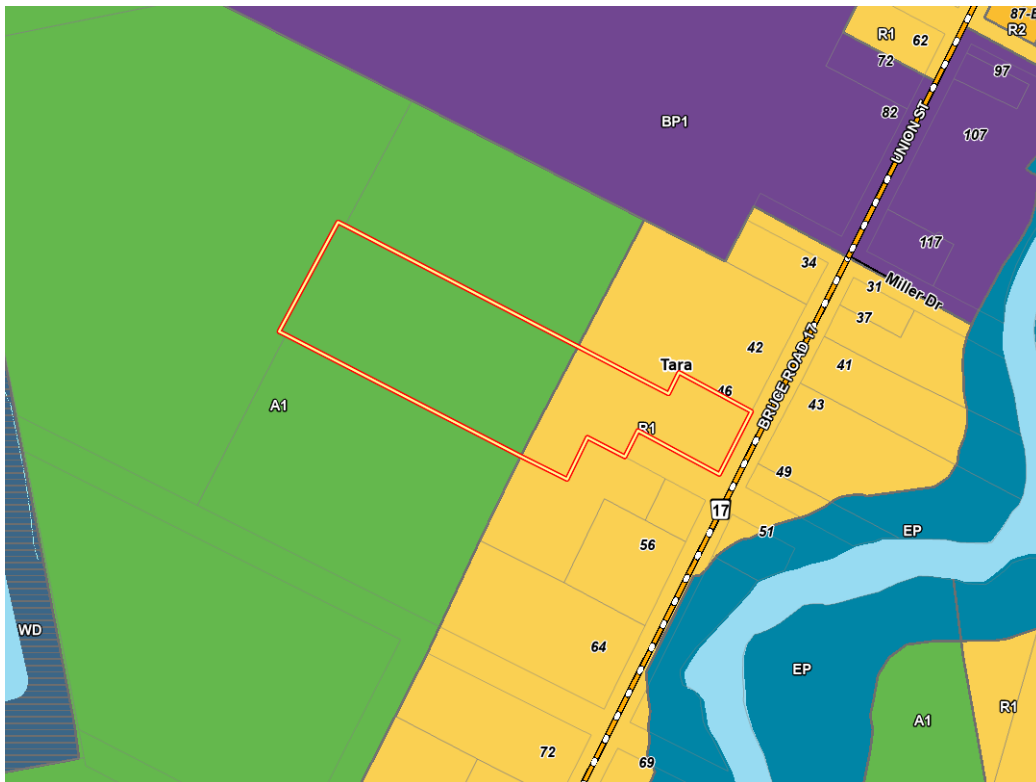 87-E
R1
62
R2
72
97
82
BP1
107
UNION ST
117
34
Miller Dr
31
37
42
BRUCE ROAD 17
Tara
46
41
A1
43
R1
49
17
51
EP
56
WD
64
EP
R1
A1
72
69